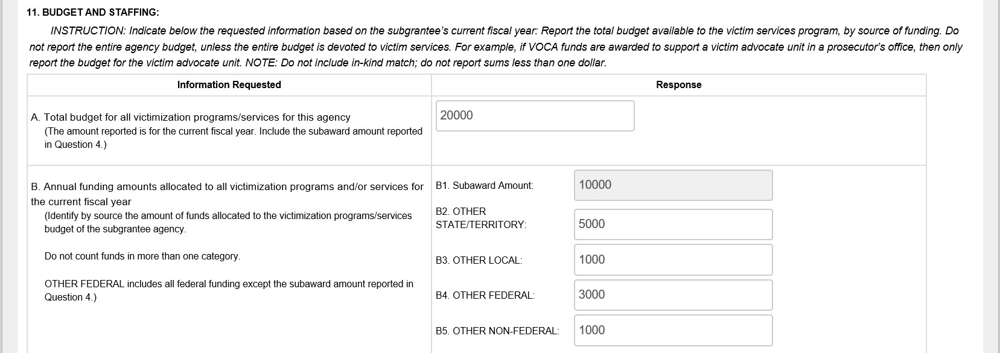 11. BUDGET AND STAFFING:
INSTRUCTION: Indicate below the requested information based on the subgrantee's current fiscal year: Report the total budget available to the victim services program, by source of funding. Do
not report the entire agency budget, unless the entire budget is devoted to victim services. For example, if VOCA funds are awarded to support a victim advocate unit in a prosecutor's office, then only
report the budget for the victim advocate unit. NOTE: Do not include in-kind match; do not report sums less than one dollar.
Information Requested
Response
A. Total budget for all victimization programs/services for this agency
(The amount reported is for the current fiscal year. Include the subaward amount reported
in Question 4.)
20000
B. Annual funding amounts allocated to all victimization programs and/or services for
the current fiscal year
(Identify by source the amount of funds allocated to the victimization programs/services
budget of the subgrantee agency.
Do not count funds in more than one category.
OTHER FEDERAL includes all federal funding except the subaward amount reported in
Question 4.)
B1. Subaward Amount:
10000
B2. OTHER
STATE/TERRITORY:
5000
B3. OTHER LOCAL:
1000
B4. OTHER FEDERAL:
3000
B5. OTHER NON-FEDERAL:
1000